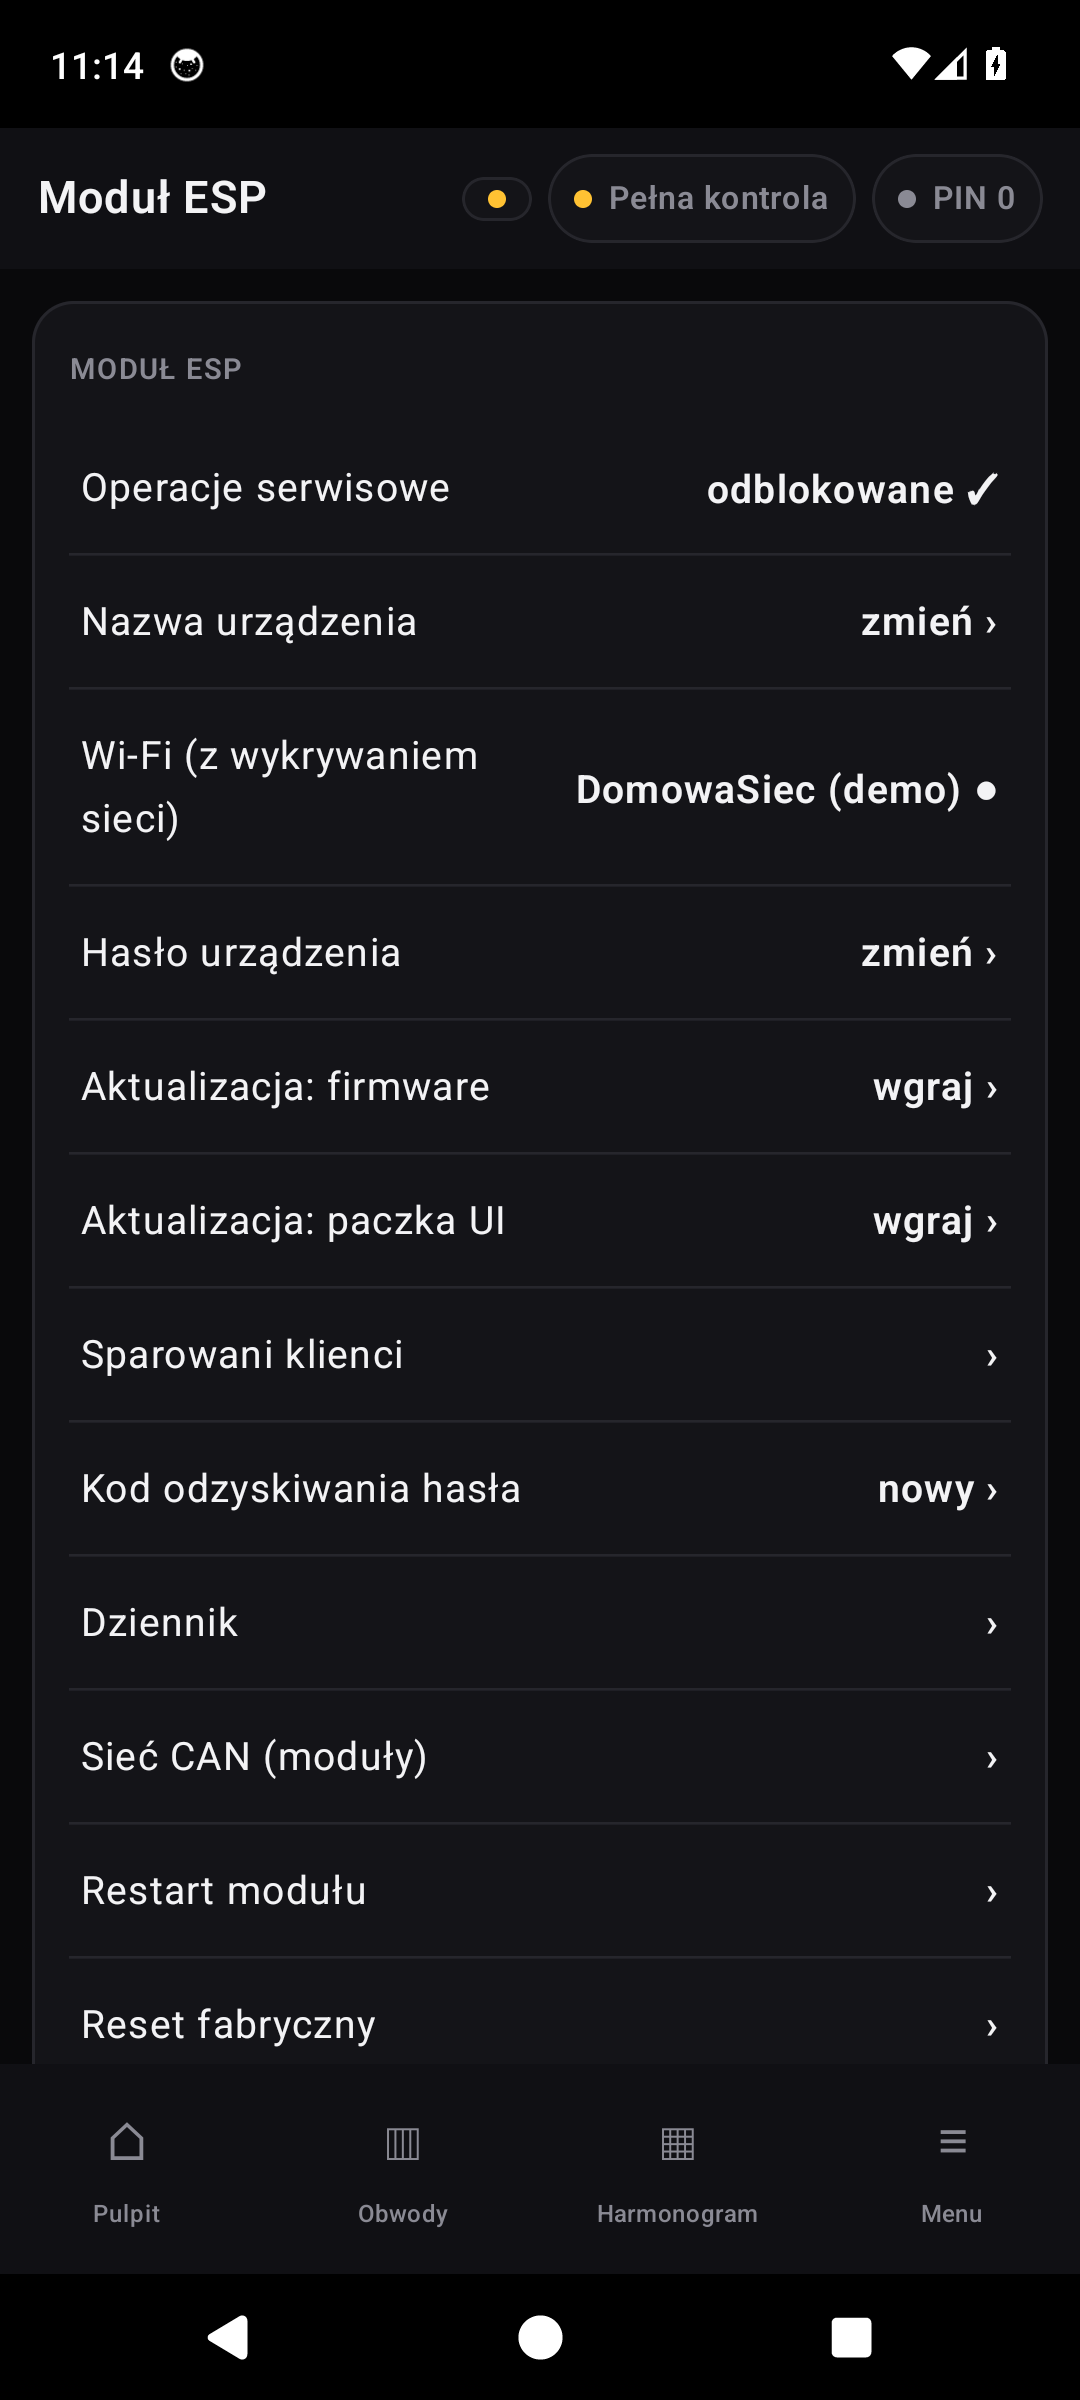 11:14
Moduł ESP
Pełna kontrola
PIN 0
MODUŁ ESP
Operacje serwisowe odblokowane ✓
Nazwa urządzenia zmień ›
Wi-Fi (z wykrywaniem
sieci) DomowaSiec (demo) ●
Hasło urządzenia zmień ›
Aktualizacja: firmware wgraj ›
Aktualizacja: paczka UI wgraj ›
Sparowani klienci ›
Kod odzyskiwania hasła nowy ›
Dziennik ›
Sieć CAN (moduły) ›
Restart modułu ›
Reset fabryczny ›
Pulpit
Obwody
Harmonogram
Menu